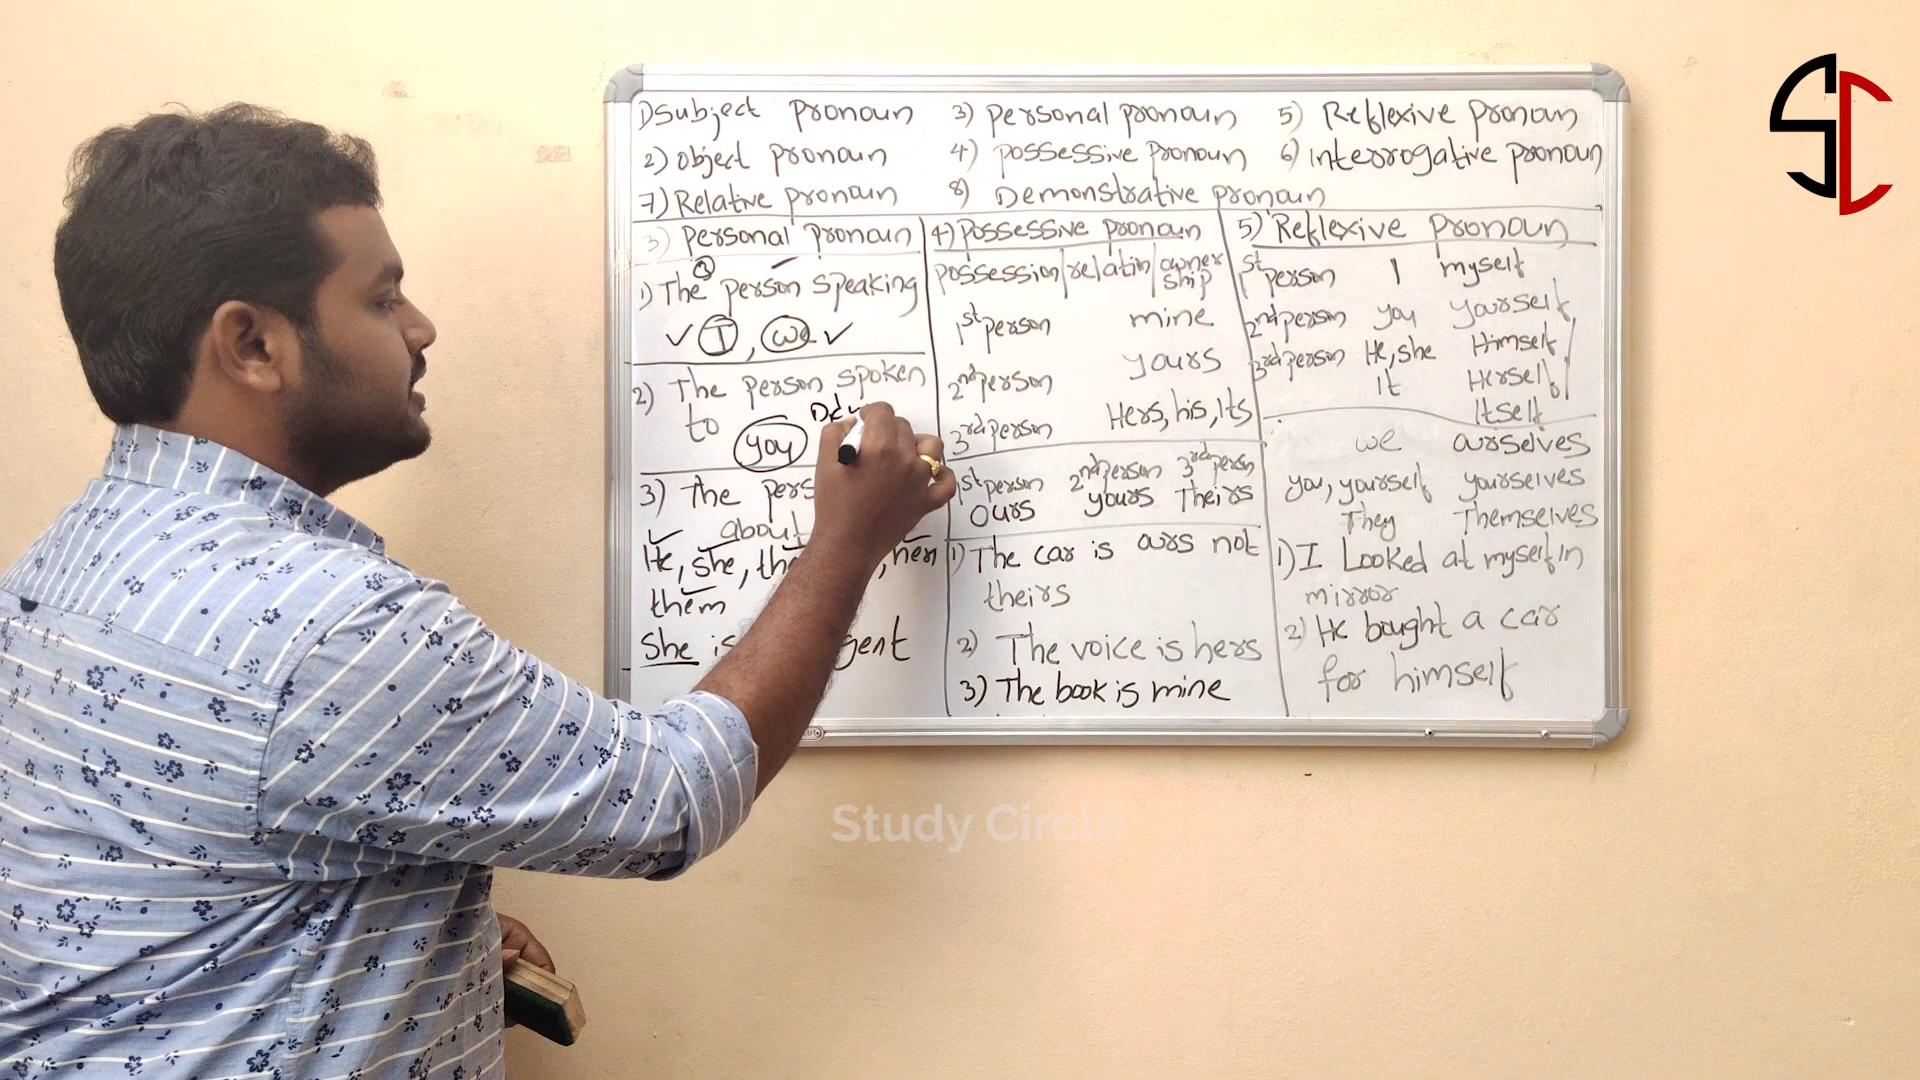 1) Subject pronoun 3) personal pronoun 5) Reflexive pronoun
2) object pronoun 4) possessive pronoun 6) Interrogative pronoun
7) Relative pronoun 8) Demonstrative pronoun
3) personal pronoun
1) The person speaking
I, we
2) The person spoken
to you
3) The
about
He, she,
them
She is
4) possessive pronoun
possession/relatin/owner
ship
1st person mine
2nd person yours
3rd person Hers, his, Its
1st person 2nd person 3rd person
ours yours Theirs
1) The car is ours not
theirs
2) The voice is hers
3) The book is mine
5) Reflexive pronoun
1st person I myself
2nd person you yourself
3rd person He, she Himself/
It Herself/
Itself
we ourselves
you, yourself yourselves
They Themselves
1) I Looked at myself in
mirror
2) He bought a car
for himself
SC
Study Circle